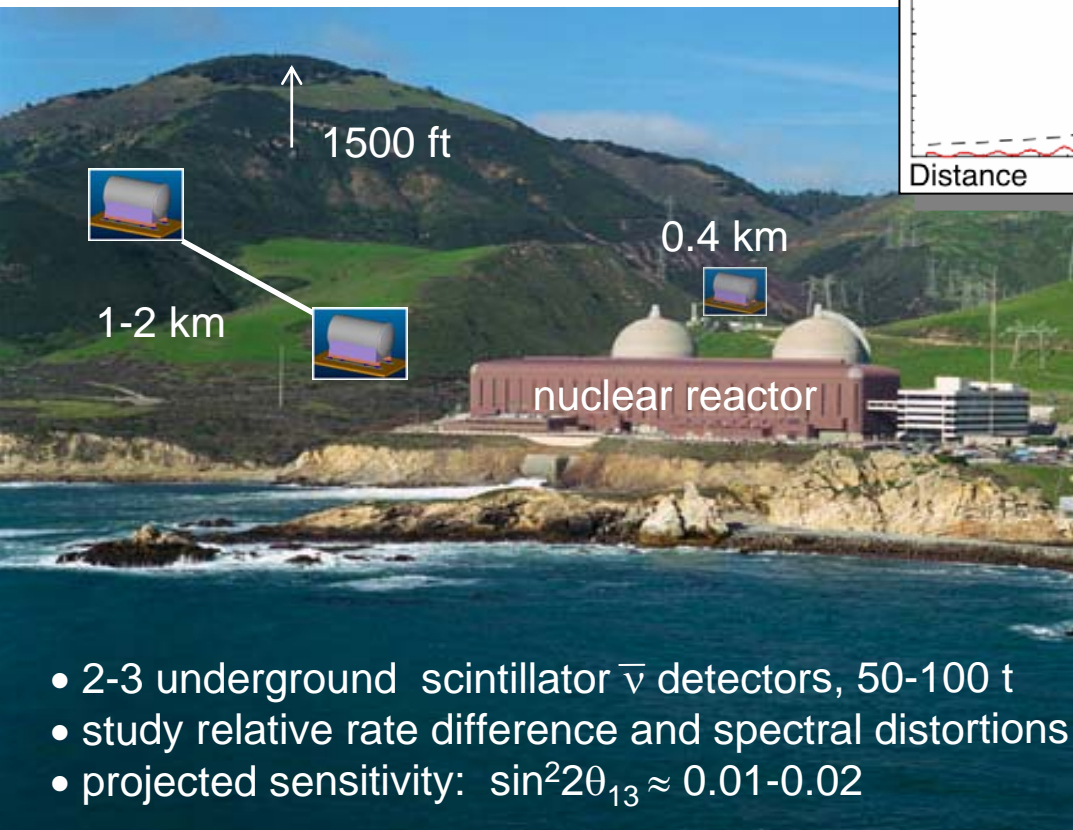 Distance
1500 ft
0.4 km
1-2 km
nuclear reactor
• 2-3 underground scintillator ν̅ detectors, 50-100 t
• study relative rate difference and spectral distortions
• projected sensitivity: sin²2θ₁₃ ≈ 0.01-0.02